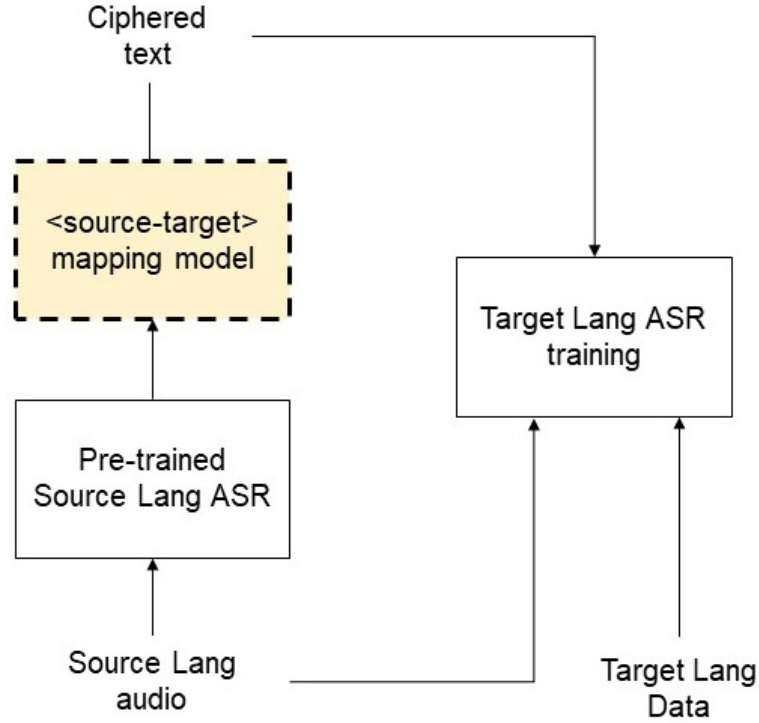 Ciphered
text
<source-target>
mapping model
Target Lang ASR
training
Pre-trained
Source Lang ASR
Source Lang
audio
Target Lang
Data